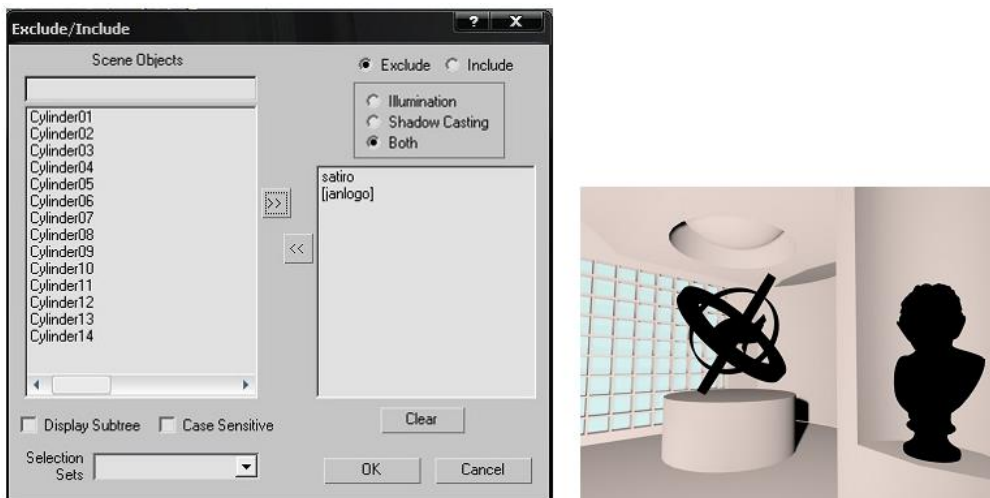 Exclude/Include
? X
Scene Objects
Exclude Include
Illumination
Shadow Casting
Both
Cylinder01
Cylinder02
Cylinder03
Cylinder04
Cylinder05
Cylinder06
Cylinder07
Cylinder08
Cylinder09
Cylinder10
Cylinder11
Cylinder12
Cylinder13
Cylinder14
>>
<<
satiro
[janlogo]
Display Subtree Case Sensitive
Clear
Selection
Sets
OK Cancel